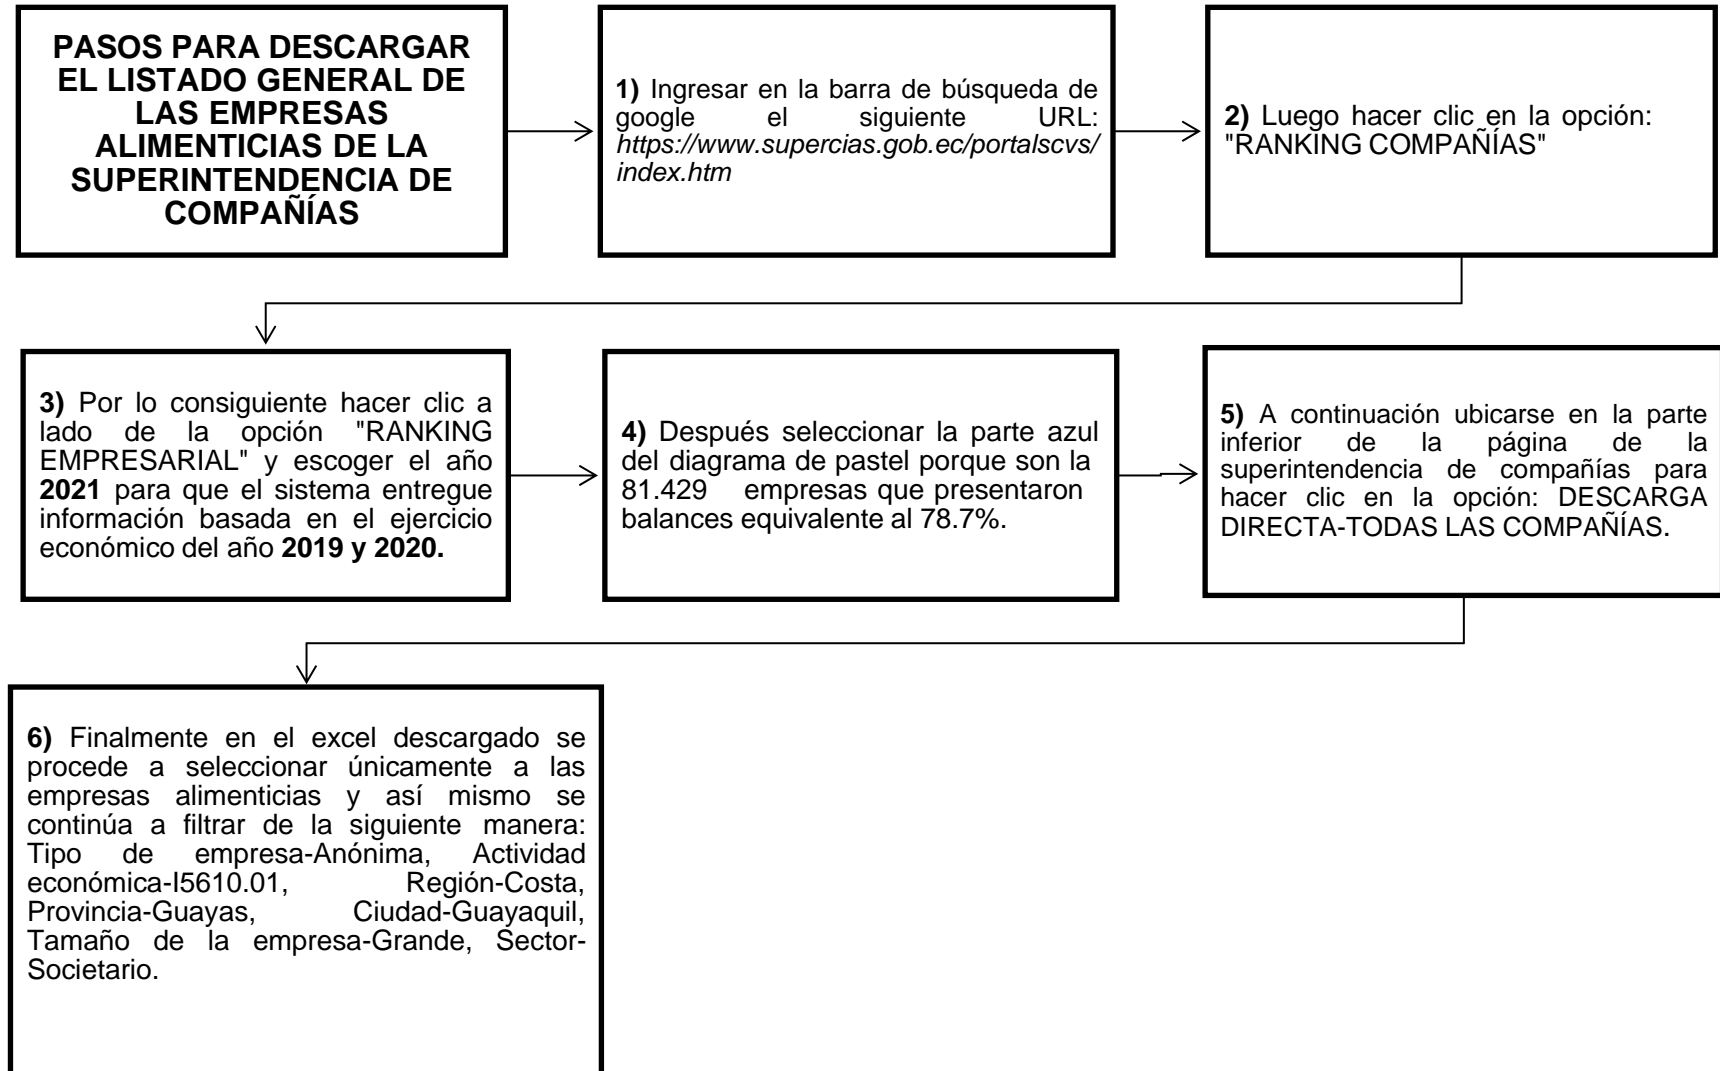 PASOS PARA DESCARGAR
EL LISTADO GENERAL DE
LAS EMPRESAS
ALIMENTICIAS DE LA
SUPERINTENDENCIA DE
COMPAÑÍAS
1) Ingresar en la barra de búsqueda de
google el siguiente URL:
https://www.supercias.gob.ec/portalscvs/
index.htm
2) Luego hacer clic en la opción:
"RANKING COMPAÑÍAS"
3) Por lo consiguiente hacer clic a
lado de la opción "RANKING
EMPRESARIAL" y escoger el año
2021 para que el sistema entregue
información basada en el ejercicio
económico del año 2019 y 2020.
4) Después seleccionar la parte azul
del diagrama de pastel porque son la
81.429 empresas que presentaron
balances equivalente al 78.7%.
5) A continuación ubicarse en la parte
inferior de la página de la
superintendencia de compañías para
hacer clic en la opción: DESCARGA
DIRECTA-TODAS LAS COMPAÑÍAS.
6) Finalmente en el excel descargado se
procede a seleccionar únicamente a las
empresas alimenticias y así mismo se
continúa a filtrar de la siguiente manera:
Tipo de empresa-Anónima, Actividad
económica-I5610.01, Región-Costa,
Provincia-Guayas, Ciudad-Guayaquil,
Tamaño de la empresa-Grande, Sector-
Societario.